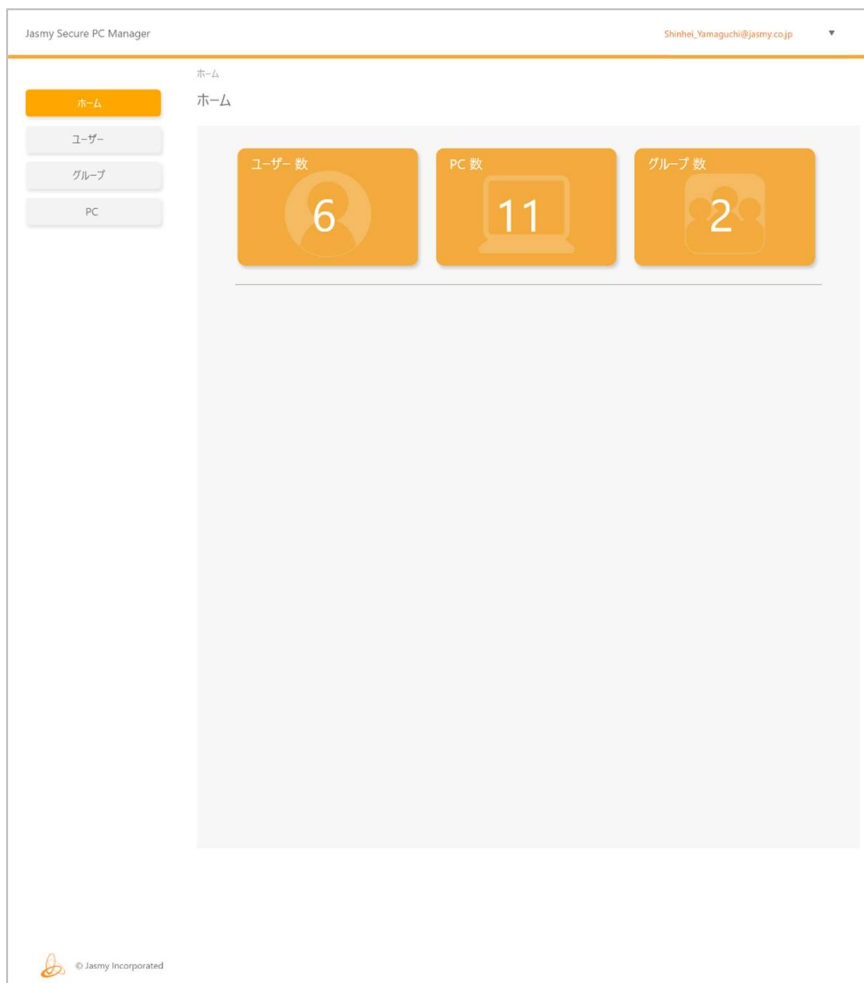 Jasmy Secure PC Manager
Shinhei_Yamaguchi@jasmy.co.jp ▼
ホーム
ホーム
ホーム
ユーザー
グループ
PC
ユーザー 数
6
PC 数
11
グループ 数
2
© Jasmy Incorporated